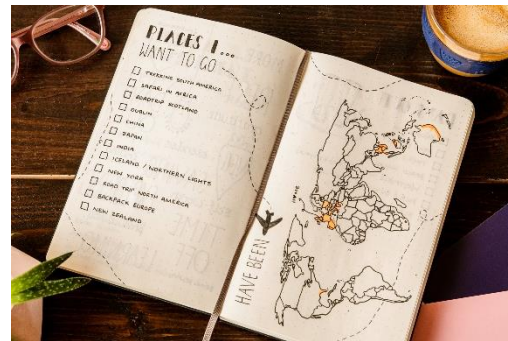 PLACES I...
WANT TO GO
TREKKING SOUTH AMERICA
SAFARI IN AFRICA
ROADTRIP SCOTLAND
DUBLIN
CHINA
JAPAN
INDIA
ICELAND / NORTHERN LIGHTS
NEW YORK
ROAD TRIP NORTH AMERICA
BACKPACK EUROPE
NEW ZEALAND
HAVE BEEN